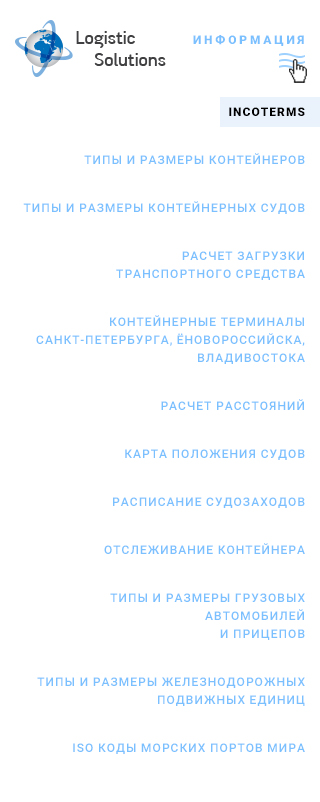 Logistic
Solutions
ИНФОРМАЦИЯ
INCOTERMS
ТИПЫ И РАЗМЕРЫ КОНТЕЙНЕРОВ
ТИПЫ И РАЗМЕРЫ КОНТЕЙНЕРНЫХ СУДОВ
РАСЧЕТ ЗАГРУЗКИ
ТРАНСПОРТНОГО СРЕДСТВА
КОНТЕЙНЕРНЫЕ ТЕРМИНАЛЫ
САНКТ-ПЕТЕРБУРГА, ЁНОВОРОССИЙСКА,
ВЛАДИВОСТОКА
РАСЧЕТ РАССТОЯНИЙ
КАРТА ПОЛОЖЕНИЯ СУДОВ
РАСПИСАНИЕ СУДОЗАХОДОВ
ОТСЛЕЖИВАНИЕ КОНТЕЙНЕРА
ТИПЫ И РАЗМЕРЫ ГРУЗОВЫХ
АВТОМОБИЛЕЙ
И ПРИЦЕПОВ
ТИПЫ И РАЗМЕРЫ ЖЕЛЕЗНОДОРОЖНЫХ
ПОДВИЖНЫХ ЕДИНИЦ
ISO КОДЫ МОРСКИХ ПОРТОВ МИРА